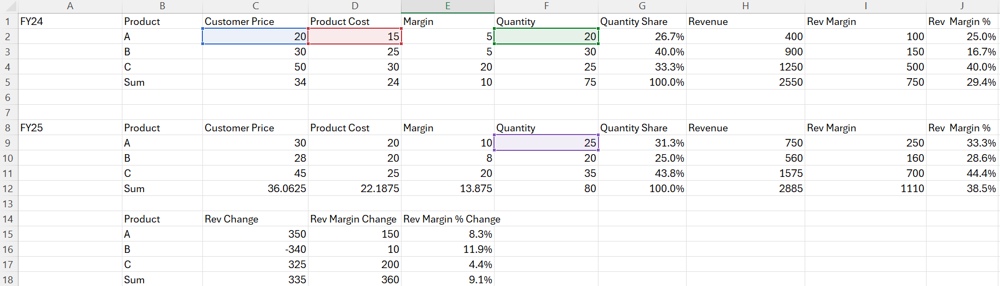 A B C D E F G H I J
1 FY24 Product Customer Price Product Cost Margin Quantity Quantity Share Revenue Rev Margin Rev  Margin %
2 A 20 15 5 20 26.7% 400 100 25.0%
3 B 30 25 5 30 40.0% 900 150 16.7%
4 C 50 30 20 25 33.3% 1250 500 40.0%
5 Sum 34 24 10 75 100.0% 2550 750 29.4%
6
7
8 FY25 Product Customer Price Product Cost Margin Quantity Quantity Share Revenue Rev Margin Rev  Margin %
9 A 30 20 10 25 31.3% 750 250 33.3%
10 B 28 20 8 20 25.0% 560 160 28.6%
11 C 45 25 20 35 43.8% 1575 700 44.4%
12 Sum 36.0625 22.1875 13.875 80 100.0% 2885 1110 38.5%
13
14 Product Rev Change Rev Margin Change Rev Margin % Change
15 A 350 150 8.3%
16 B -340 10 11.9%
17 C 325 200 4.4%
18 Sum 335 360 9.1%